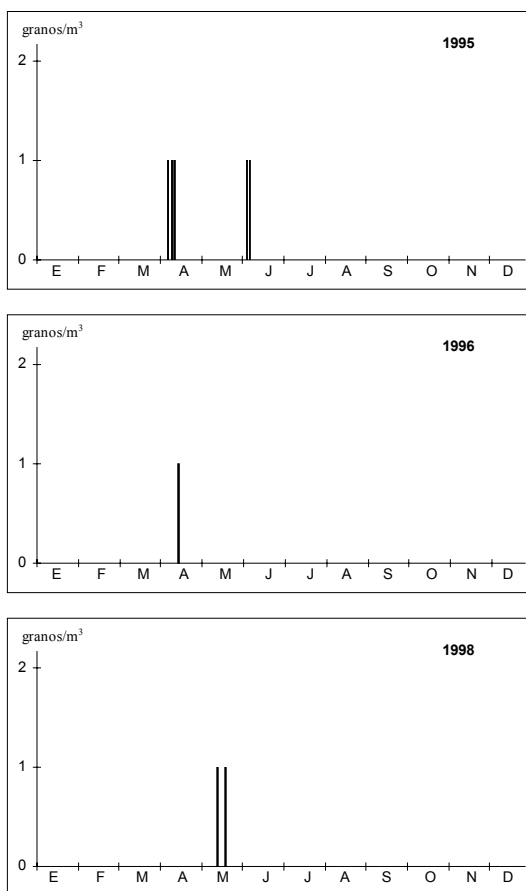 granos/m³
1995
2
1
0
E F M A M J J A S O N D
granos/m³
1996
2
1
0
E F M A M J J A S O N D
granos/m³
1998
2
1
0
E F M A M J J A S O N D